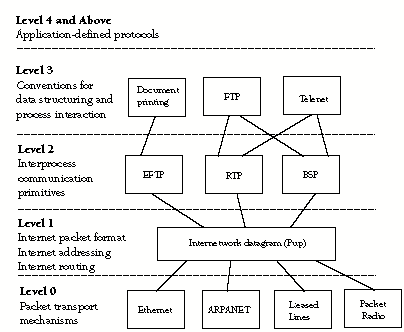 Level 4 and Above
Application-defined protocols
Level 3
Conventions for
data structuring and
process interaction
Document
printing
FTP
Telnet
Level 2
Interprocess
communication
primitives
EFTP
RTP
BSP
Level 1
Internet packet format
Internet addressing
Internet routing
Internetwork datagram (Pup)
Level 0
Packet transport
mechanisms
Ethernet
ARPANET
Leased
Lines
Packet
Radio